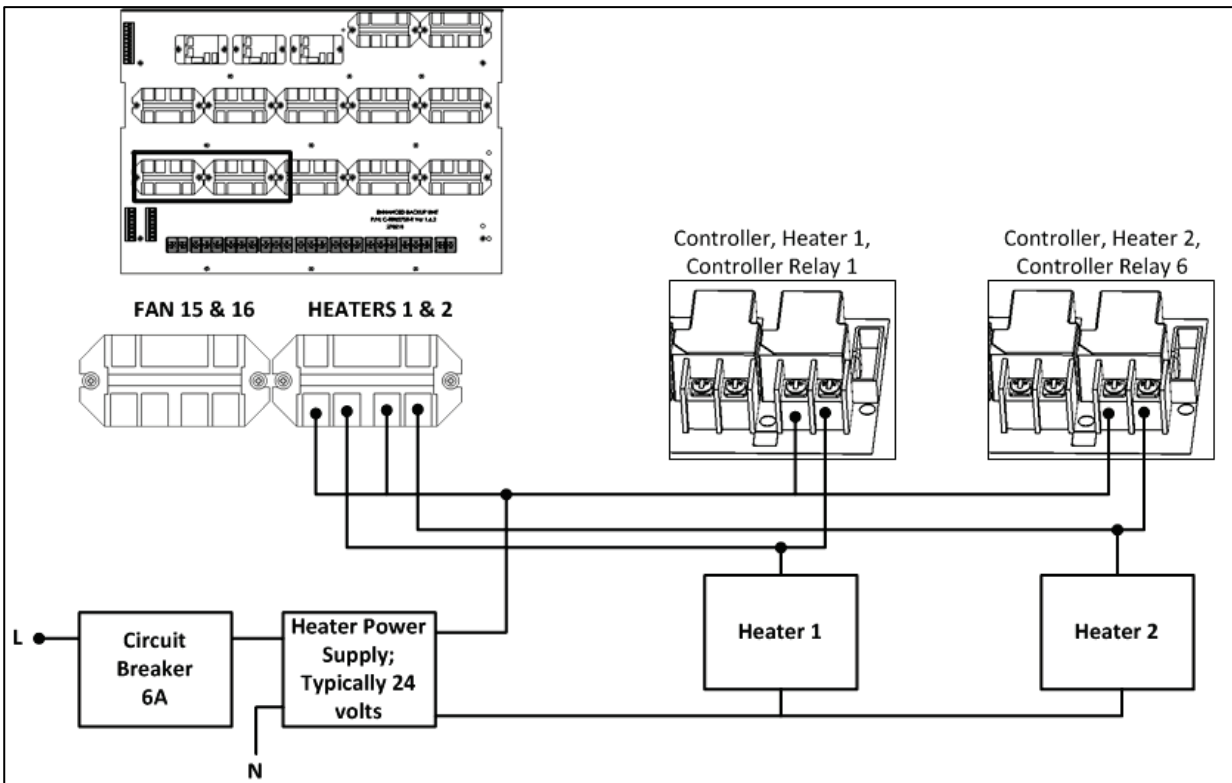 ENHANCED BACKUP UNIT
FAN 15 & 16
HEATERS 1 & 2
Controller, Heater 1,
Controller Relay 1
Controller, Heater 2,
Controller Relay 6
L
Circuit
Breaker
6A
Heater Power
Supply;
Typically 24
volts
N
Heater 1
Heater 2